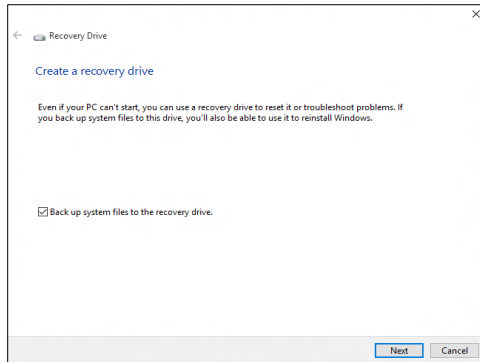 Recovery Drive
Create a recovery drive
Even if your PC can't start, you can use a recovery drive to reset it or troubleshoot problems. If
you back up system files to this drive, you'll also be able to use it to reinstall Windows.
Back up system files to the recovery drive.
Next Cancel